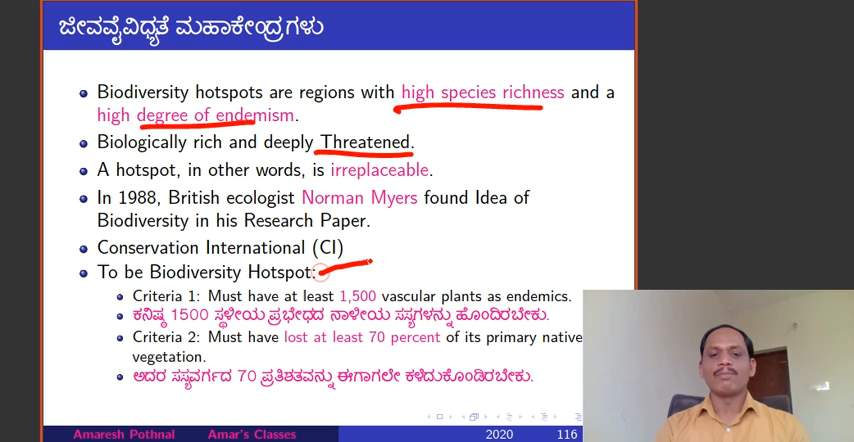 ಜೀವವೈವಿಧ್ಯತೆ ಮಹಾಕೇಂದ್ರಗಳು
Biodiversity hotspots are regions with high species richness and a
high degree of endemism.
Biologically rich and deeply Threatened.
A hotspot, in other words, is irreplaceable.
In 1988, British ecologist Norman Myers found Idea of
Biodiversity in his Research Paper.
Conservation International (CI)
To be Biodiversity Hotspot:
Criteria 1: Must have at least 1,500 vascular plants as endemics.
ಕನಿಷ್ಠ 1500 ಸ್ಥಳೀಯ ಪ್ರಭೇಧದ ನಾಳೀಯ ಸಸ್ಯಗಳನ್ನು ಹೊಂದಿರಬೇಕು.
Criteria 2: Must have lost at least 70 percent of its primary native
vegetation.
ಅದರ ಸಸ್ಯವರ್ಗದ 70 ಪ್ರತಿಶತವನ್ನು ಈಗಾಗಲೇ ಕಳೆದುಕೊಂಡಿರಬೇಕು.
Amaresh Pothnal Amar's Classes 2020 116